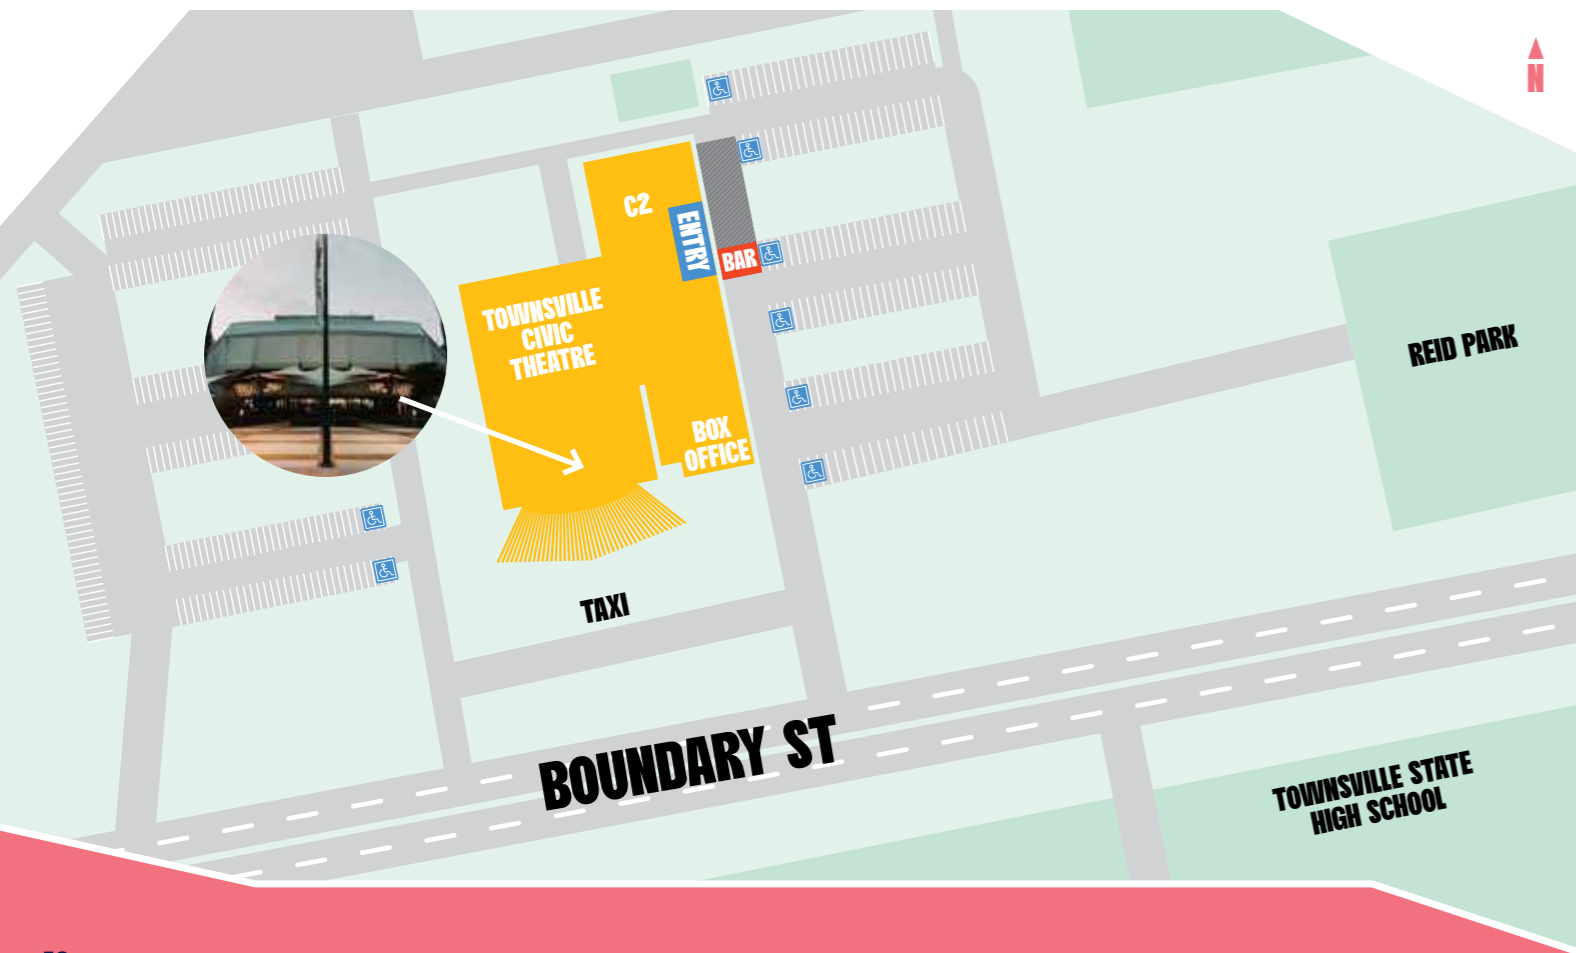 N
C2
ENTRY
BAR
TOWNSVILLE
CIVIC
THEATRE
REID PARK
BOX
OFFICE
TAXI
BOUNDARY ST
TOWNSVILLE STATE
HIGH SCHOOL